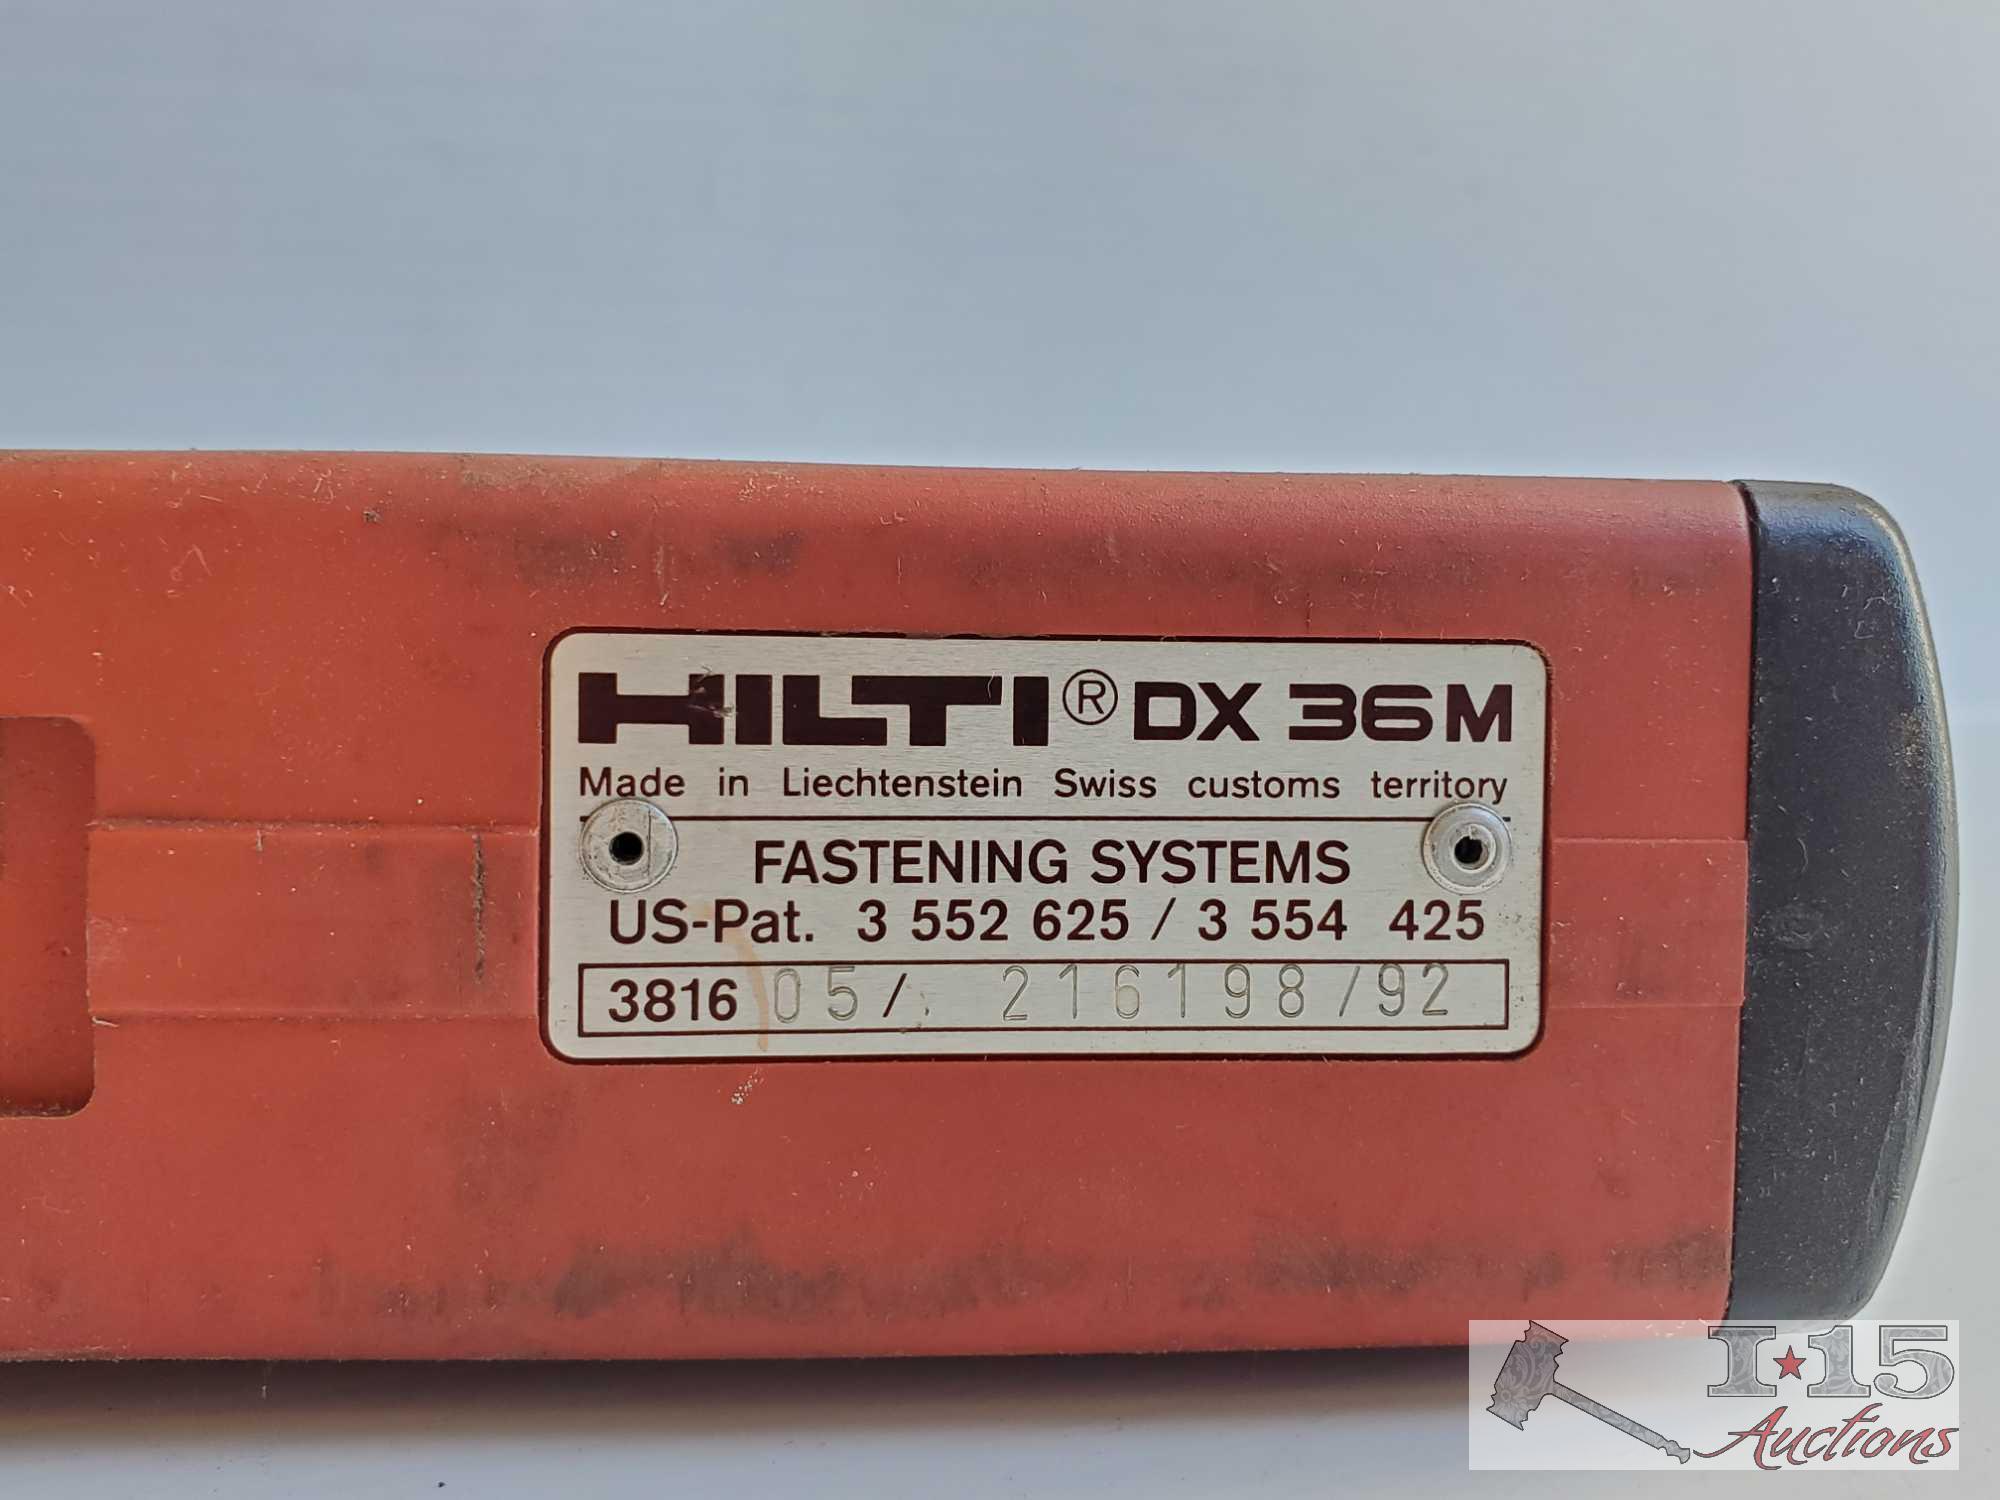 HILTI® DX 36M
Made in Liechtenstein Swiss customs territory
FASTENING SYSTEMS
US-Pat. 3 552 625 / 3 554 425
3816 05/. 216198/92
I★15
Auctions